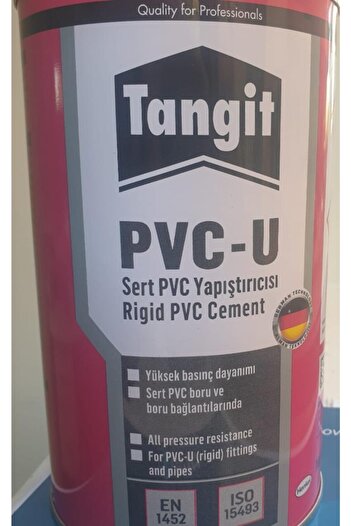 Quality for Professionals
Tangit
PVC-U
Sert PVC Yapıştırıcısı
Rigid PVC Cement
Yüksek basınç dayanımı
Sert PVC boru ve
boru bağlantılarında
All pressure resistance
For PVC-U (rigid) fittings
and pipes
EN
1452
ISO
15493